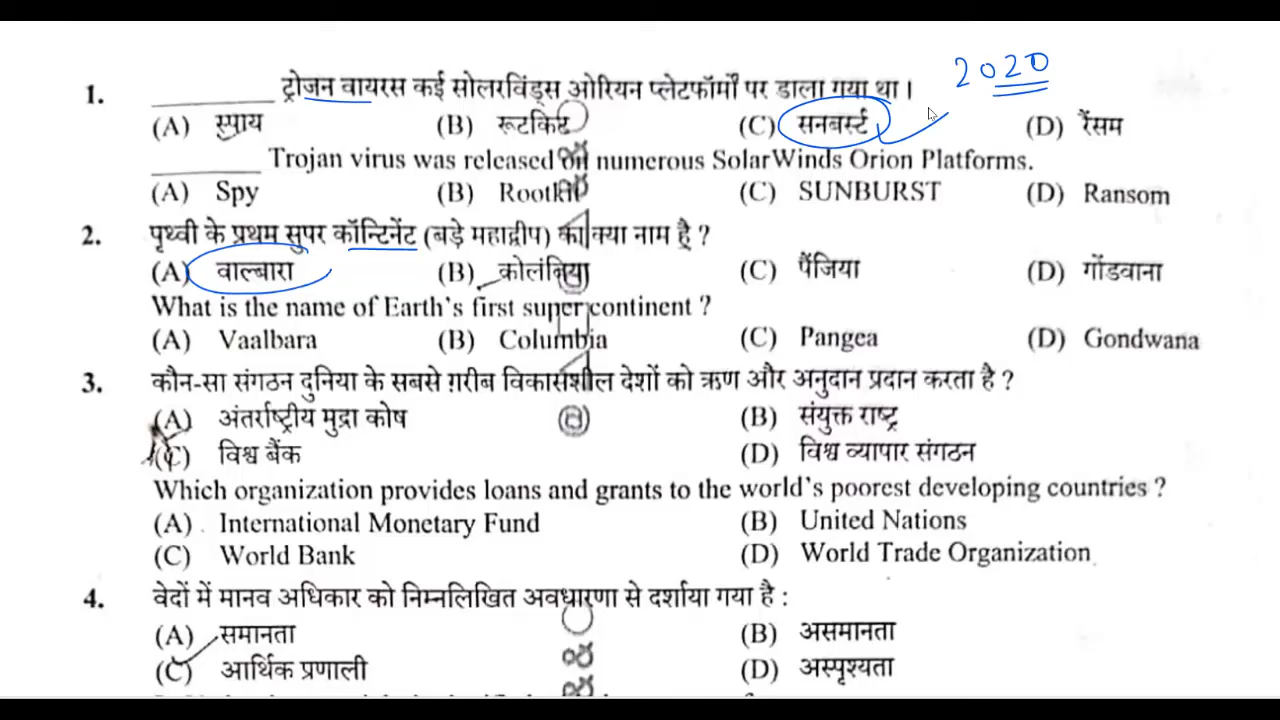 2020
1. ________ ट्रोजन वायरस कई सोलरविंड्स ओरियन प्लेटफॉर्मों पर डाला गया था ।
(A) स्पाय (B) रूटकिट (C) सनबर्स्ट (D) रैंसम
________ Trojan virus was released on numerous SolarWinds Orion Platforms.
(A) Spy (B) Rootkit (C) SUNBURST (D) Ransom
2. पृथ्वी के प्रथम सुपर कॉन्टिनेंट (बड़े महाद्वीप) का क्या नाम है ?
(A) वाल्बारा (B) कोलंबिया (C) पैंजिया (D) गोंडवाना
What is the name of Earth's first super continent ?
(A) Vaalbara (B) Columbia (C) Pangea (D) Gondwana
3. कौन-सा संगठन दुनिया के सबसे ग़रीब विकासशील देशों को ऋण और अनुदान प्रदान करता है ?
(A) अंतर्राष्ट्रीय मुद्रा कोष (B) संयुक्त राष्ट्र
(C) विश्व बैंक (D) विश्व व्यापार संगठन
Which organization provides loans and grants to the world's poorest developing countries ?
(A) International Monetary Fund (B) United Nations
(C) World Bank (D) World Trade Organization
4. वेदों में मानव अधिकार को निम्नलिखित अवधारणा से दर्शाया गया है :
(A) समानता (B) असमानता
(C) आर्थिक प्रणाली (D) अस्पृश्यता